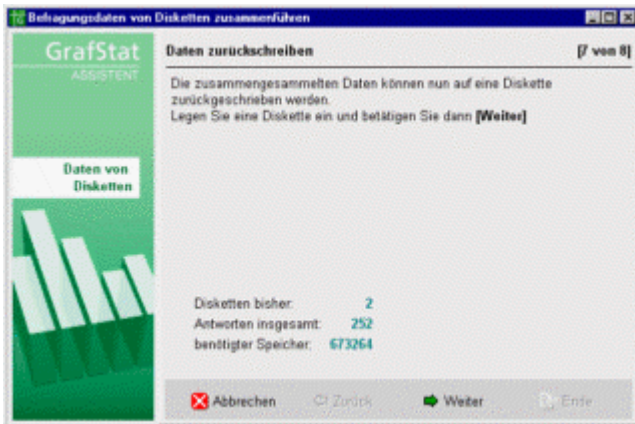 Befragungsdaten von Disketten zusammenführen
GrafStat
ASSISTENT
Daten von
Disketten
Daten zurückschreiben [7 von 8]
Die zusammengesammelten Daten können nun auf eine Diskette
zurückgeschrieben werden.
Legen Sie eine Diskette ein und betätigen Sie dann [Weiter]
Disketten bisher: 2
Antworten insgesamt: 252
benötigter Speicher: 673264
Abbrechen Zurück Weiter Ende